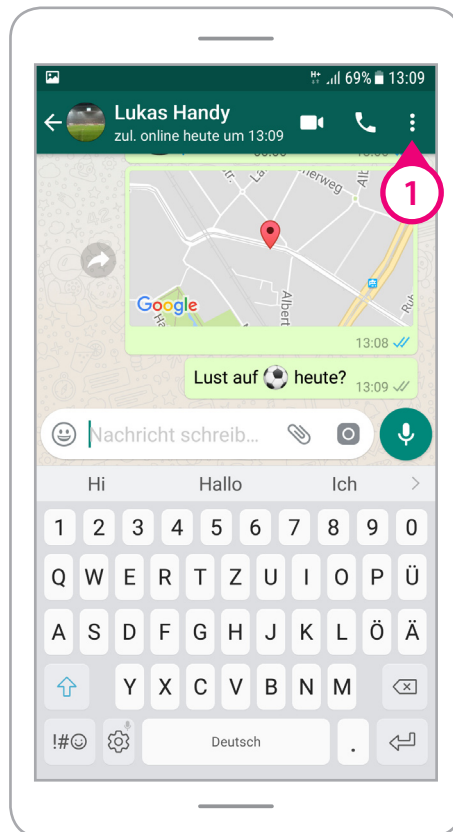 H+ 69% 13:09
Lukas Handy
zul. online heute um 13:09
1
Google
Albert
13:08
Lust auf ⚽ heute? 13:09
Nachricht schreib...
Hi Hallo Ich >
1 2 3 4 5 6 7 8 9 0
Q W E R T Z U I O P Ü
A S D F G H J K L Ö Ä
Y X C V B N M
!#☺ Deutsch .